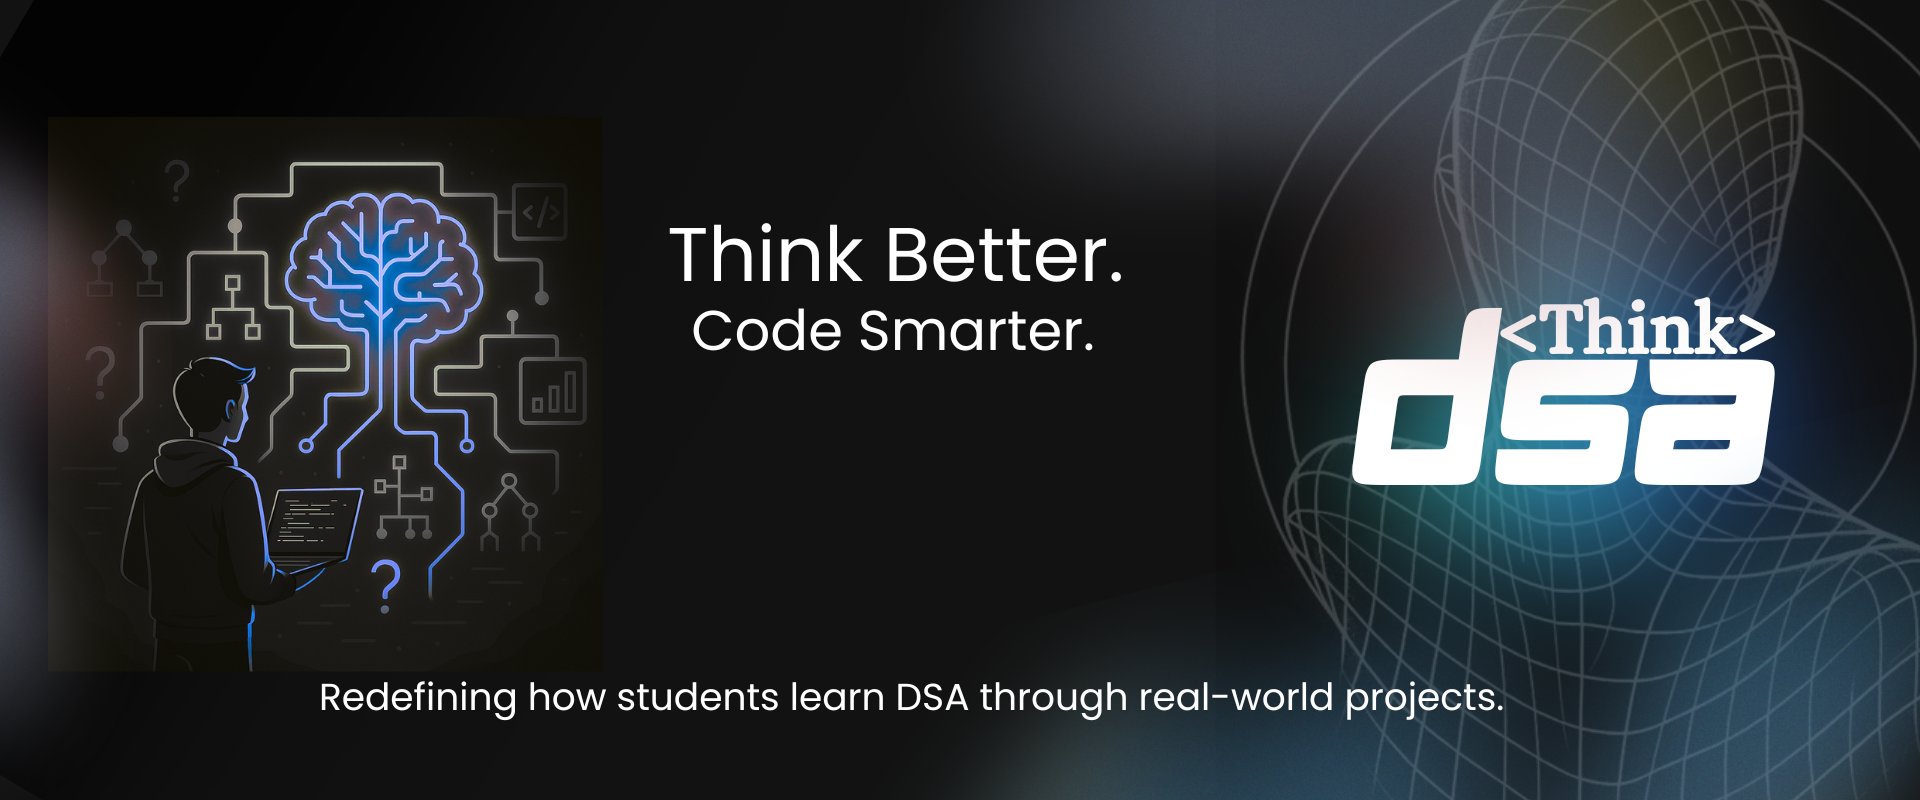 Think Better.
Code Smarter.
<Think>
dsa
</>
?
?
?
Redefining how students learn DSA through real-world projects.